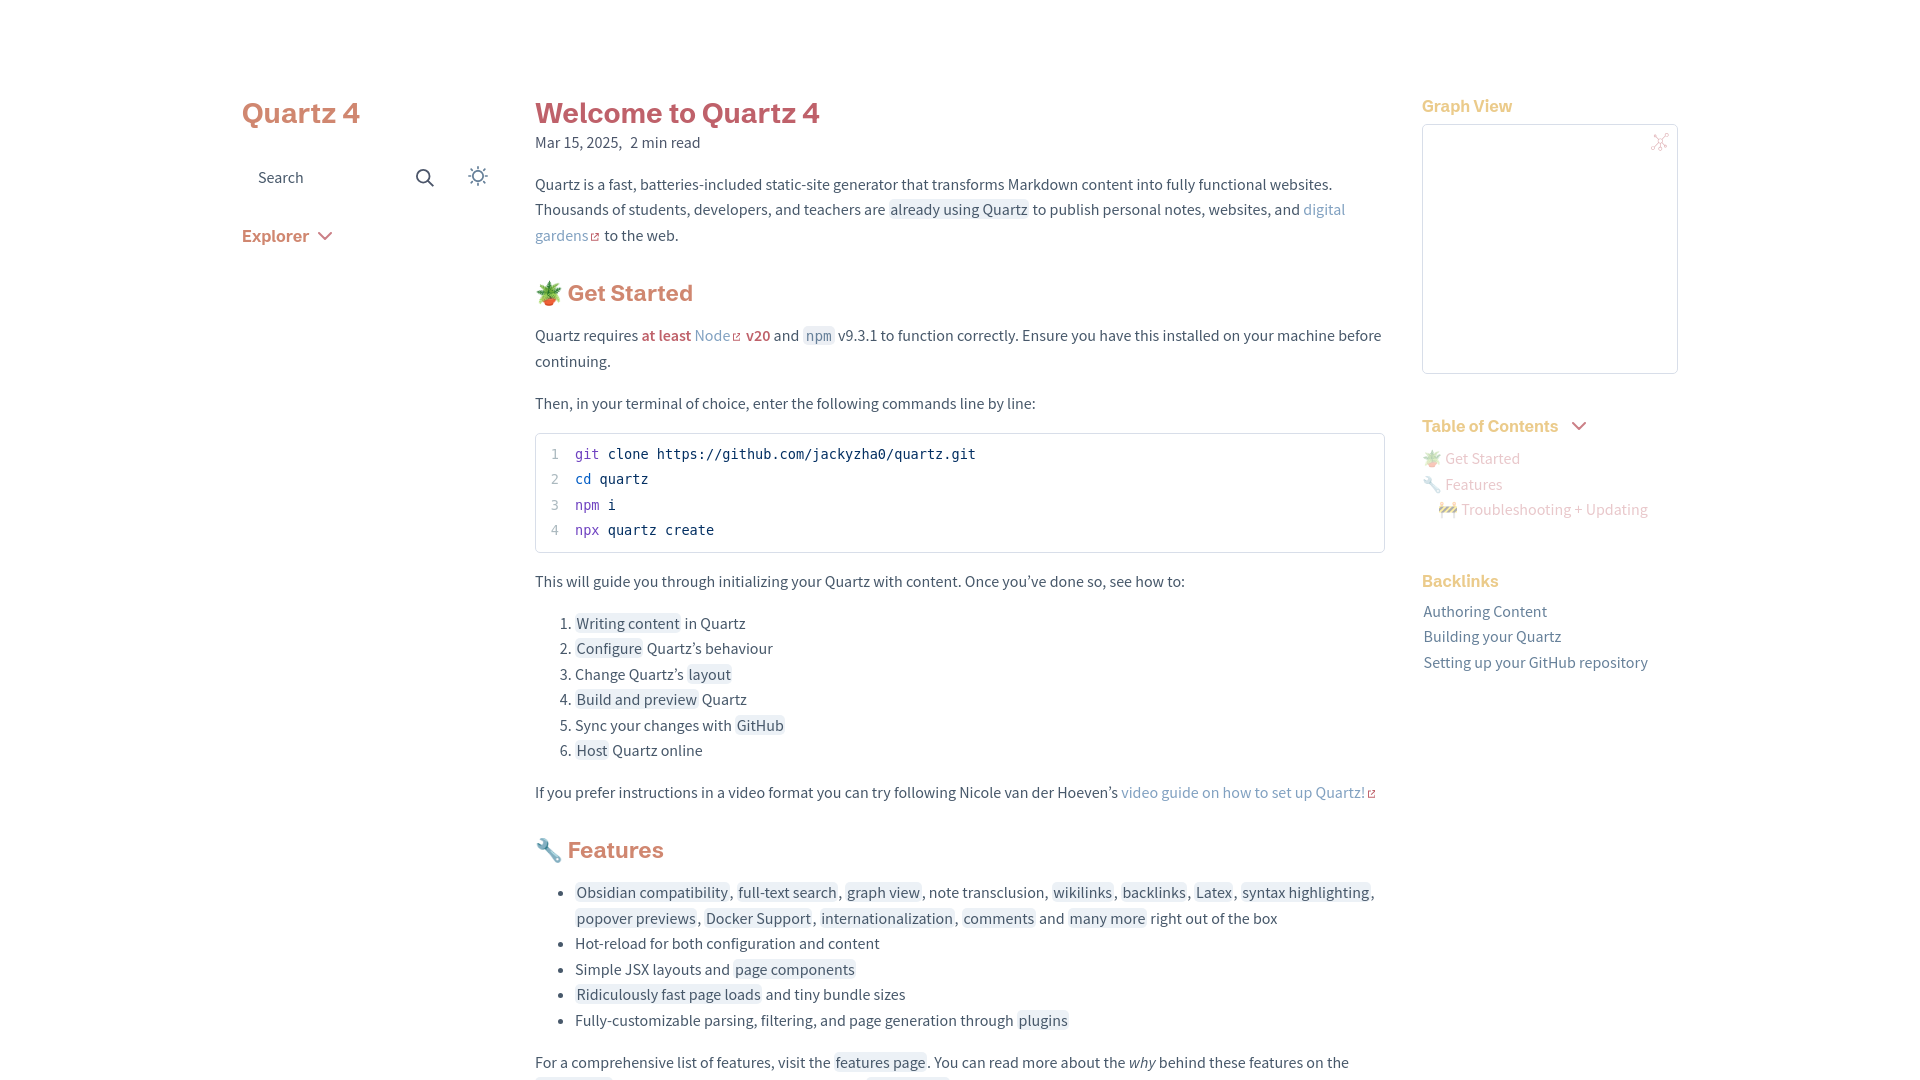 Quartz 4
Search
Explorer
Welcome to Quartz 4
Mar 15, 2025, 2 min read
Quartz is a fast, batteries-included static-site generator that transforms Markdown content into fully functional websites.
Thousands of students, developers, and teachers are already using Quartz to publish personal notes, websites, and digital
gardens to the web.
🪴 Get Started
Quartz requires at least Node v20 and npm v9.3.1 to function correctly. Ensure you have this installed on your machine before
continuing.
Then, in your terminal of choice, enter the following commands line by line:
1 git clone https://github.com/jackyzha0/quartz.git
2 cd quartz
3 npm i
4 npx quartz create
This will guide you through initializing your Quartz with content. Once you’ve done so, see how to:
1. Writing content in Quartz
2. Configure Quartz’s behaviour
3. Change Quartz’s layout
4. Build and preview Quartz
5. Sync your changes with GitHub
6. Host Quartz online
If you prefer instructions in a video format you can try following Nicole van der Hoeven’s video guide on how to set up Quartz!
🔧 Features
• Obsidian compatibility, full-text search, graph view, note transclusion, wikilinks, backlinks, Latex, syntax highlighting,
popover previews, Docker Support, internationalization, comments and many more right out of the box
• Hot-reload for both configuration and content
• Simple JSX layouts and page components
• Ridiculously fast page loads and tiny bundle sizes
• Fully-customizable parsing, filtering, and page generation through plugins
For a comprehensive list of features, visit the features page. You can read more about the why behind these features on the
Graph View
Table of Contents
🪴 Get Started
🔧 Features
🚧 Troubleshooting + Updating
Backlinks
Authoring Content
Building your Quartz
Setting up your GitHub repository